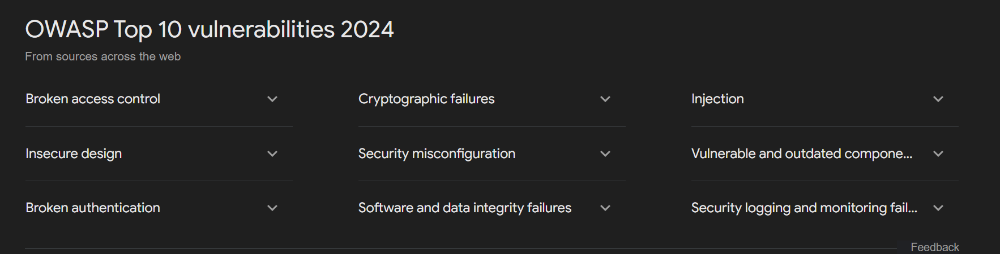 OWASP Top 10 vulnerabilities 2024
From sources across the web
Broken access control
Cryptographic failures
Injection
Insecure design
Security misconfiguration
Vulnerable and outdated compone...
Broken authentication
Software and data integrity failures
Security logging and monitoring fail...
Feedback